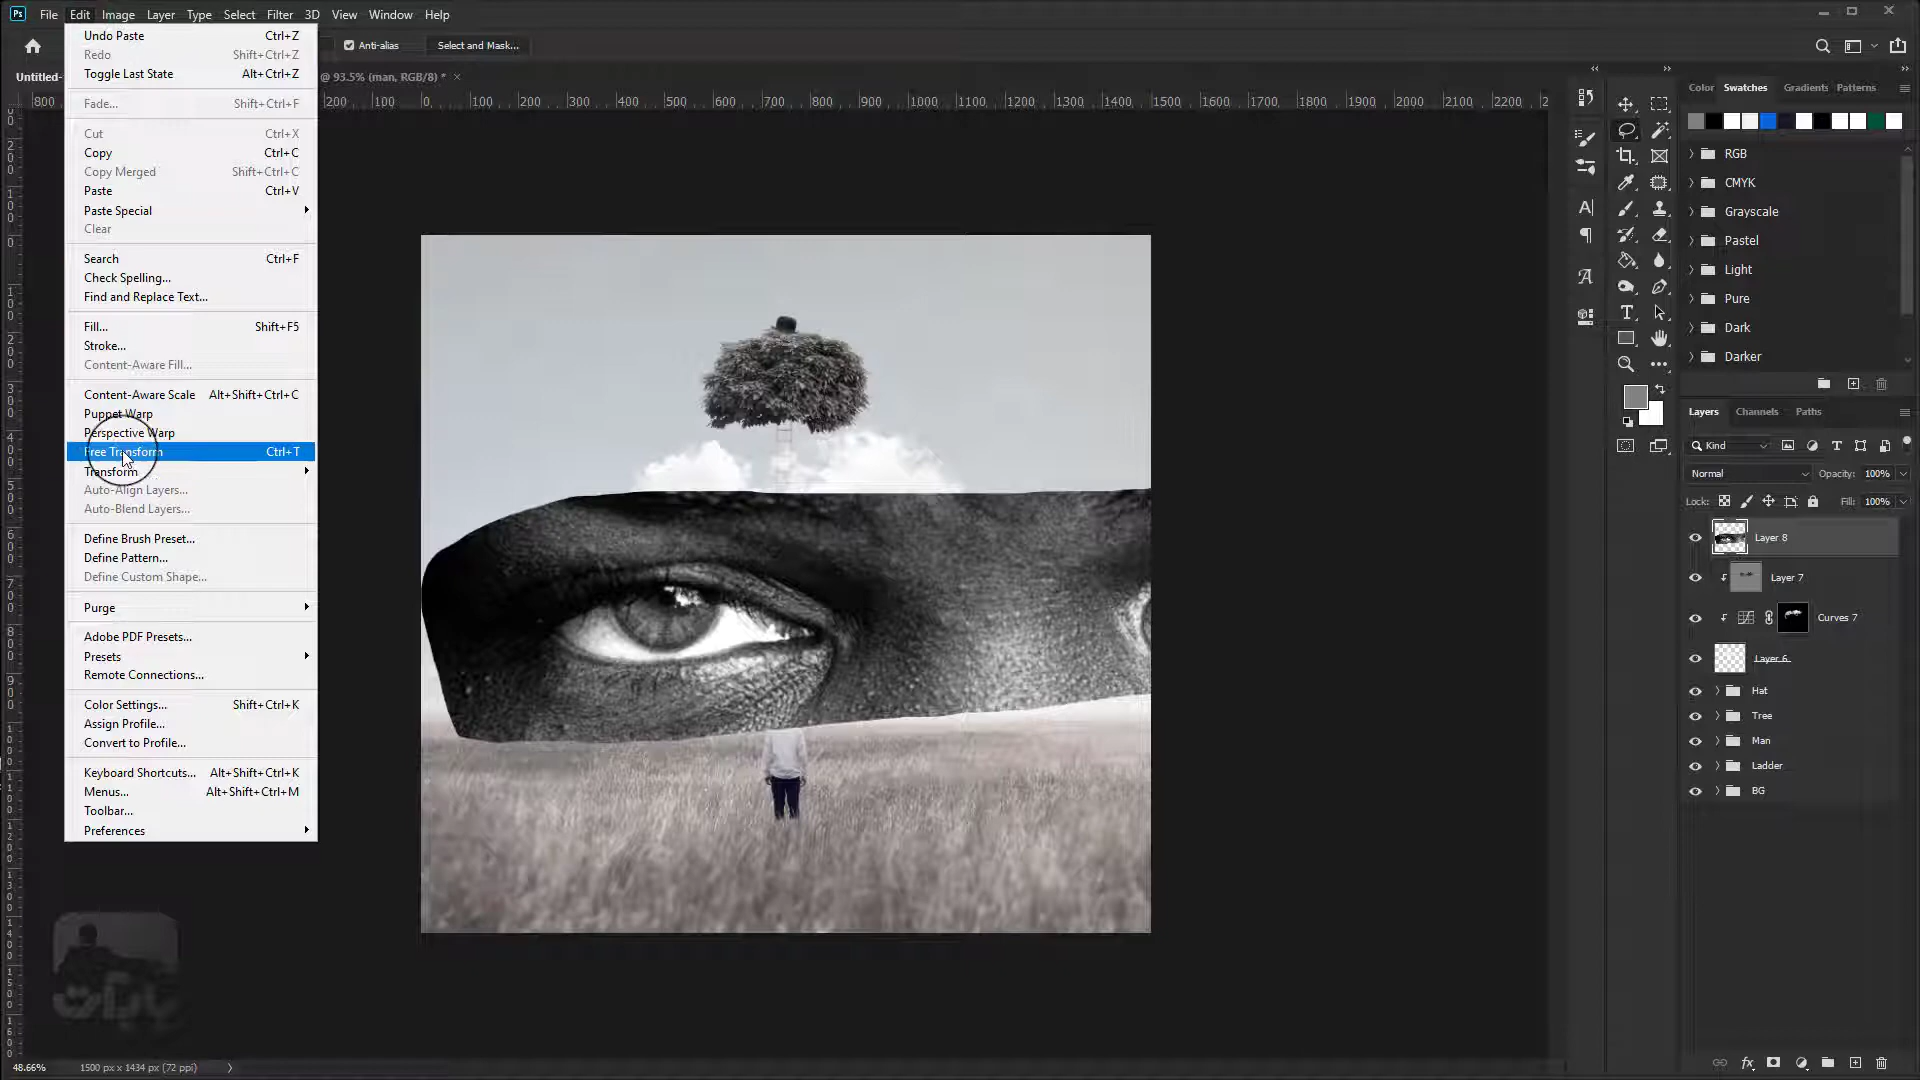 Ps File Edit Image Layer Type Select Filter 3D View Window Help
Anti-alias Select and Mask...
Untitled- @ 93.5% (man, RGB/8) * ×
800 200 100 0 100 200 300 400 500 600 700 800 900 1000 1100 1200 1300 1400 1500 1600 1700 1800 1900 2000 2100 2200
Undo Paste Ctrl+Z
Redo Shift+Ctrl+Z
Toggle Last State Alt+Ctrl+Z
Fade... Shift+Ctrl+F
Cut Ctrl+X
Copy Ctrl+C
Copy Merged Shift+Ctrl+C
Paste Ctrl+V
Paste Special
Clear
Search Ctrl+F
Check Spelling...
Find and Replace Text...
Fill... Shift+F5
Stroke...
Content-Aware Fill...
Content-Aware Scale Alt+Shift+Ctrl+C
Puppet Warp
Perspective Warp
Free Transform Ctrl+T
Transform
Auto-Align Layers...
Auto-Blend Layers...
Define Brush Preset...
Define Pattern...
Define Custom Shape...
Purge
Adobe PDF Presets...
Presets
Remote Connections...
Color Settings... Shift+Ctrl+K
Assign Profile...
Convert to Profile...
Keyboard Shortcuts... Alt+Shift+Ctrl+K
Menus... Alt+Shift+Ctrl+M
Toolbar...
Preferences
Color Swatches Gradients Patterns
RGB
CMYK
Grayscale
Pastel
Light
Pure
Dark
Darker
Layers Channels Paths
Kind
Normal Opacity: 100%
Lock: Fill: 100%
Layer 8
Layer 7
Curves 7
Layer 6
Hat
Tree
Man
Ladder
BG
48.66% 1500 px x 1434 px (72 ppi)